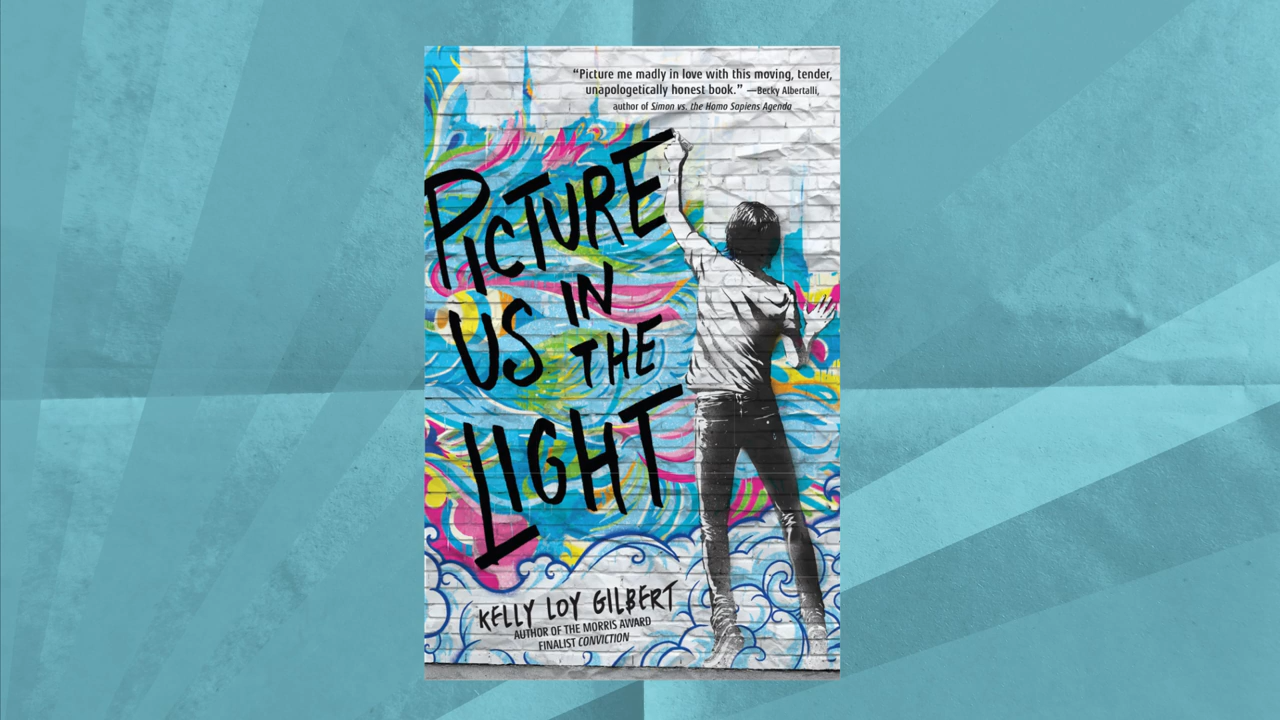 “Picture me madly in love with this moving, tender,
unapologetically honest book.” —Becky Albertalli,
author of Simon vs. the Homo Sapiens Agenda
PICTURE
US IN
THE
LIGHT
KELLY LOY GILBERT
AUTHOR OF THE MORRIS AWARD
FINALIST CONVICTION